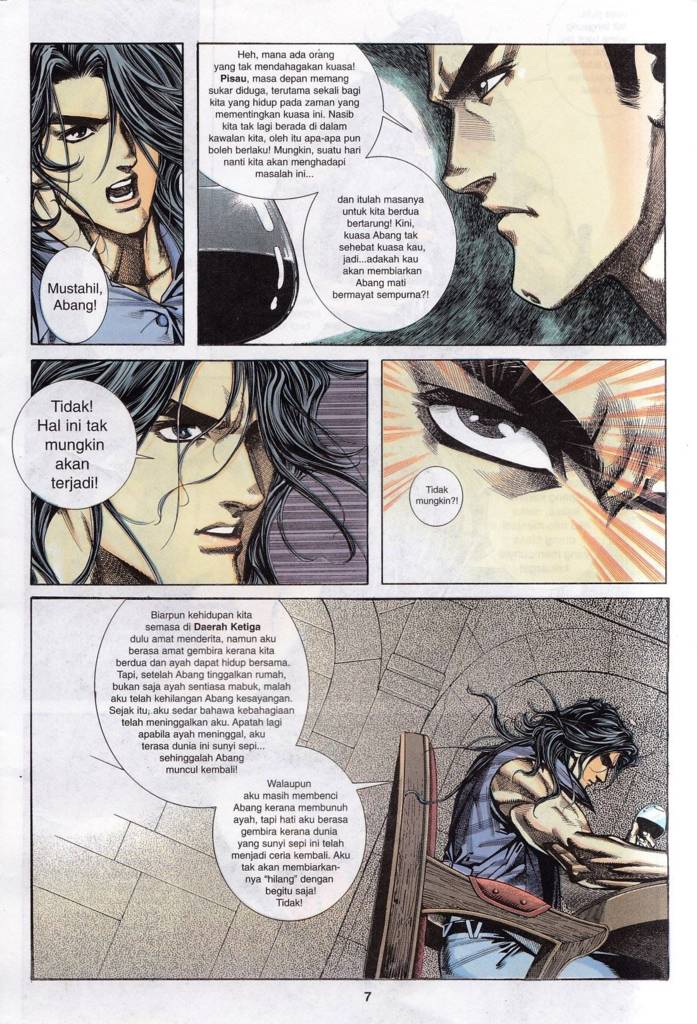 Mustahil,
Abang!
Heh, mana ada orang
yang tak mendahagakan kuasa!
Pisau, masa depan memang
sukar diduga, terutama sekali bagi
kita yang hidup pada zaman yang
mementingkan kuasa ini. Nasib
kita tak lagi berada di dalam
kawalan kita, oleh itu apa-apa pun
boleh berlaku! Mungkin, suatu hari
nanti kita akan menghadapi
masalah ini...
dan itulah masanya
untuk kita berdua
bertarung! Kini,
kuasa Abang tak
sehebat kuasa kau,
jadi...adakah kau
akan membiarkan
Abang mati
bermayat sempurna?!
Tidak!
Hal ini tak
mungkin
akan
terjadi!
Tidak
mungkin?!
Biarpun kehidupan kita
semasa di Daerah Ketiga
dulu amat menderita, namun aku
berasa amat gembira kerana kita
berdua dan ayah dapat hidup bersama.
Tapi, setelah Abang tinggalkan rumah,
bukan saja ayah sentiasa mabuk, malah
aku telah kehilangan Abang kesayangan.
Sejak itu, aku sedar bahawa kebahagiaan
telah meninggalkan aku. Apatah lagi
apabila ayah meninggal, aku
terasa dunia ini sunyi sepi...
sehinggalah Abang
muncul kembali!
Walaupun
aku masih membenci
Abang kerana membunuh
ayah, tapi hati aku berasa
gembira kerana dunia
yang sunyi sepi ini telah
menjadi ceria kembali. Aku
tak akan membiarkan-
nya "hilang" dengan
begitu saja!
Tidak!
7